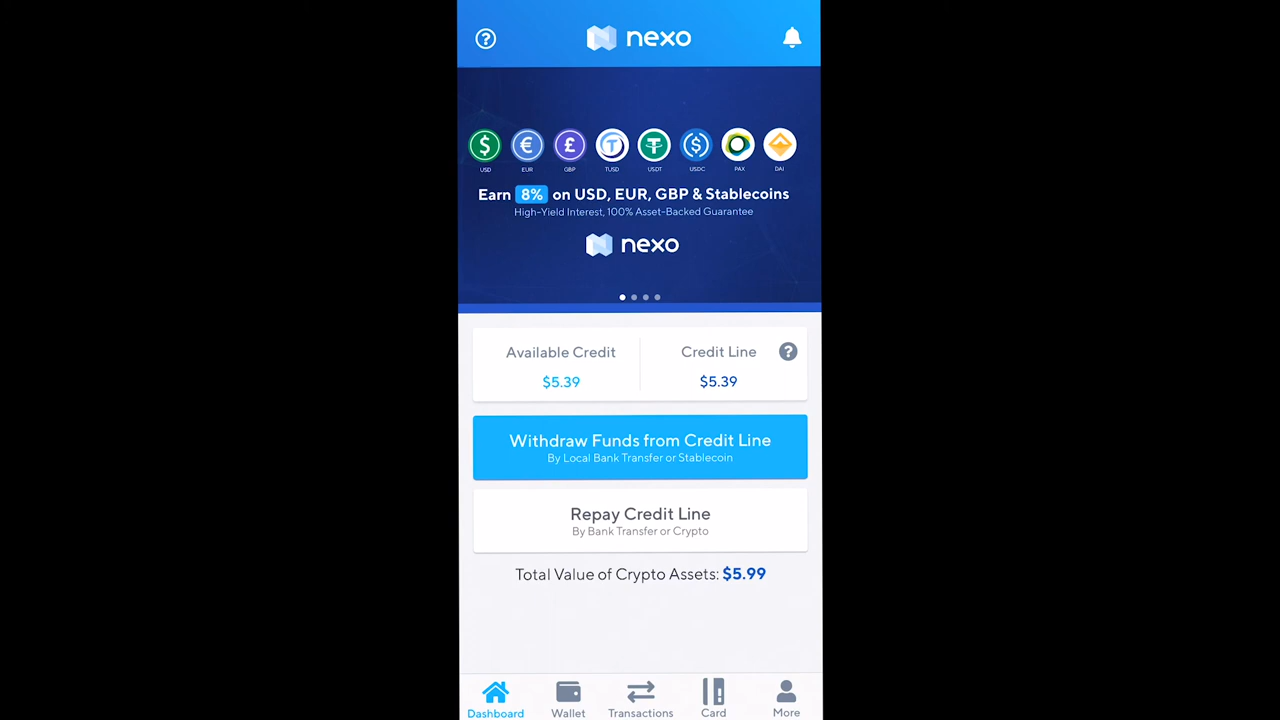 ? nexo
$ € £
USD EUR GBP TUSD USDT USDC PAX DAI
Earn 8% on USD, EUR, GBP & Stablecoins
High-Yield Interest, 100% Asset-Backed Guarantee
nexo
Available Credit Credit Line ?
$5.39 $5.39
Withdraw Funds from Credit Line
By Local Bank Transfer or Stablecoin
Repay Credit Line
By Bank Transfer or Crypto
Total Value of Crypto Assets: $5.99
Dashboard Wallet Transactions Card More